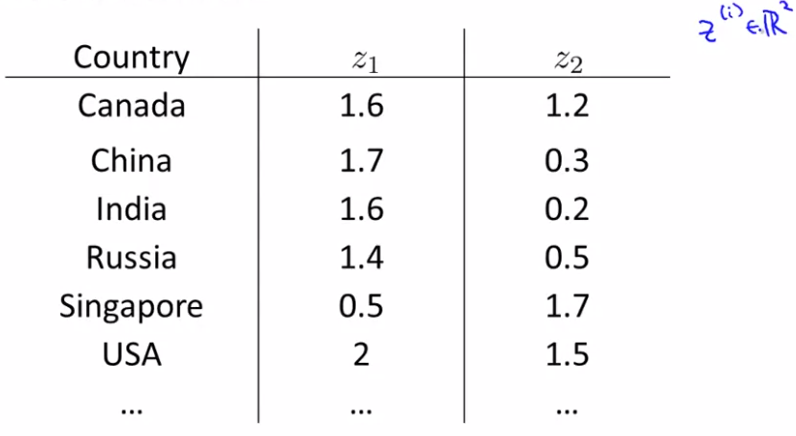 z^(i) ∈ ℝ²
Country z₁ z₂
Canada 1.6 1.2
China 1.7 0.3
India 1.6 0.2
Russia 1.4 0.5
Singapore 0.5 1.7
USA 2 1.5
... ... ...